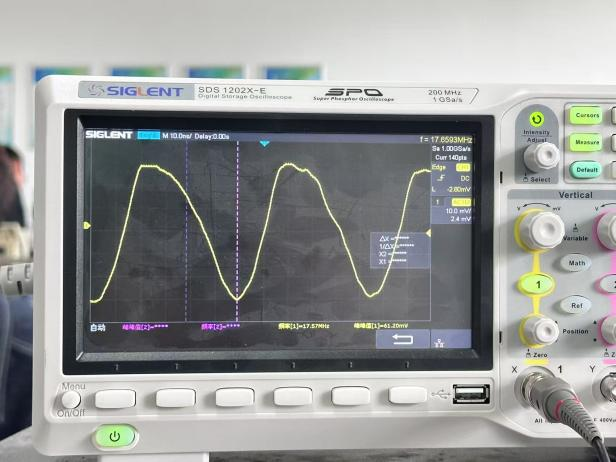 SIGLENT SDS 1202X-E
Digital Storage Oscilloscope
SPO
Super Phosphor Oscilloscope
200 MHz
1 GSa/s
SIGLENT M 10.0ns/ Delay:0.00s
f = 17.6593MHz
Sa 1.00GSa/s
Curr 140pts
Edge
DC
L -2.80mV
1
10.0 mV/
2.4 mV
ΔX =*****
1/ΔX=*****
X2 =*****
X1 =*****
自动 峰峰值[2]=**** 频率[2]=**** 频率[1]=17.57MHz 峰峰值[1]=61.20mV
Menu
On/Off
Intensity
Adjust
Select
Cursors
Measure
Default
Vertical
V mV
V
Variable
Math
1
Ref
Position
Zero
X 1 Y